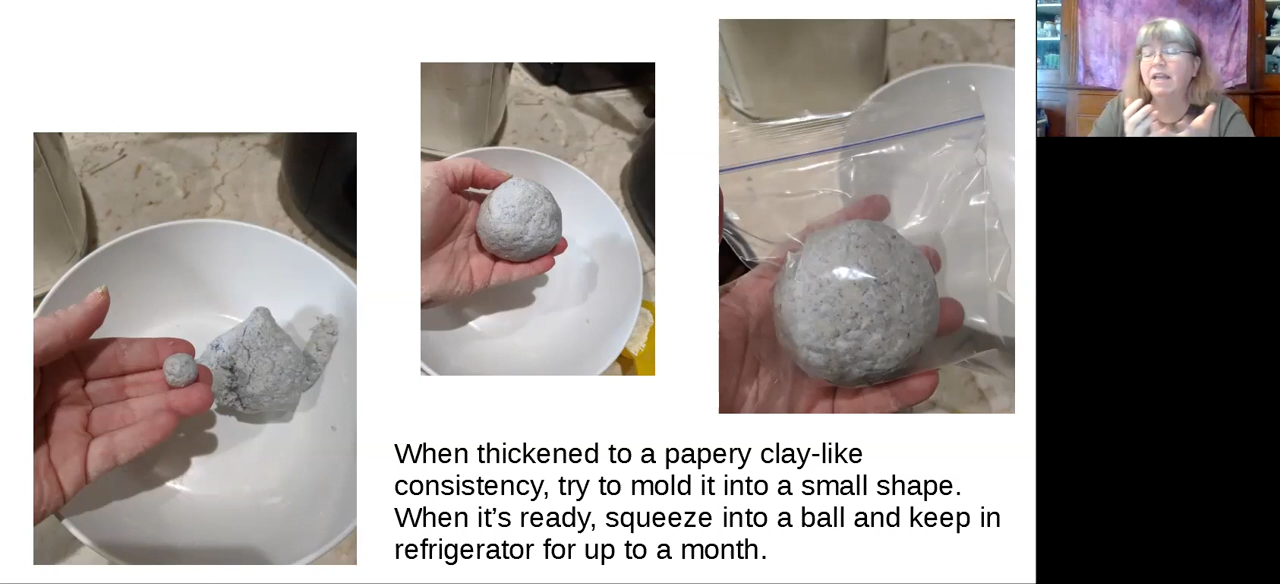 When thickened to a papery clay-like
consistency, try to mold it into a small shape.
When it’s ready, squeeze into a ball and keep in
refrigerator for up to a month.